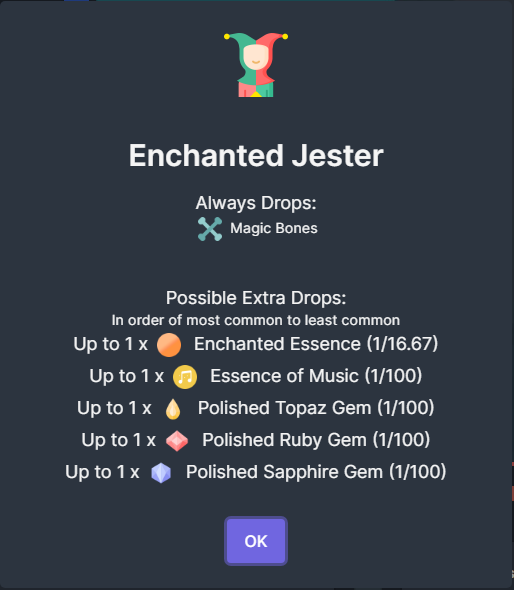 Enchanted Jester
Always Drops:
Magic Bones
Possible Extra Drops:
In order of most common to least common
Up to 1 x Enchanted Essence (1/16.67)
Up to 1 x Essence of Music (1/100)
Up to 1 x Polished Topaz Gem (1/100)
Up to 1 x Polished Ruby Gem (1/100)
Up to 1 x Polished Sapphire Gem (1/100)
OK